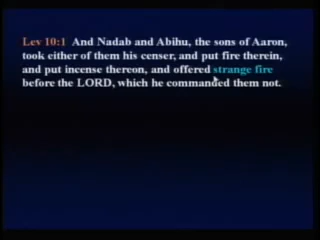 Lev 10:1 And Nadab and Abihu, the sons of Aaron,
took either of them his censer, and put fire therein,
and put incense thereon, and offered strange fire
before the LORD, which he commanded them not.